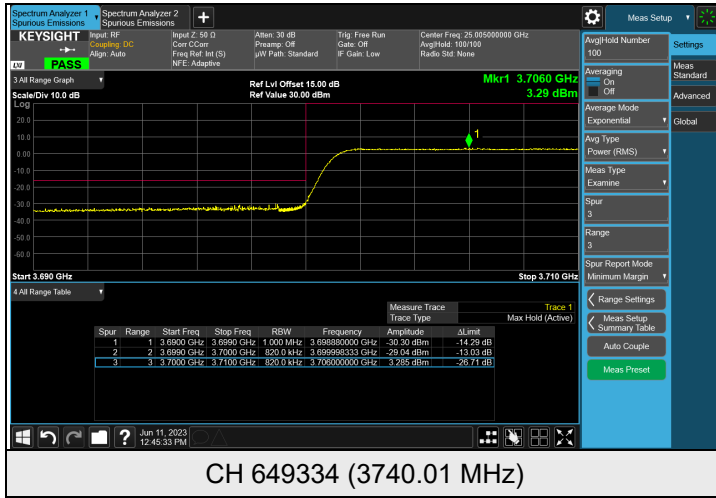 Spectrum Analyzer 1
Spurious Emissions
Spectrum Analyzer 2
Spurious Emissions
Meas Setup
KEYSIGHT
LXI
PASS
Input: RF
Coupling: DC
Align: Auto
Input Z: 50 Ω
Corr CCorr
Freq Ref: Int (S)
NFE: Adaptive
Atten: 30 dB
Preamp: Off
µW Path: Standard
Trig: Free Run
Gate: Off
IF Gain: Low
Center Freq: 25.005000000 GHz
Avg|Hold: 100/100
Radio Std: None
3 All Range Graph
Scale/Div 10.0 dB
Ref Lvl Offset 15.00 dB
Ref Value 30.00 dBm
Mkr1 3.7060 GHz
3.29 dBm
Log
20.0
10.0
0.00
-10.0
-20.0
-30.0
-40.0
-50.0
-60.0
1
Start 3.690 GHz
Stop 3.710 GHz
4 All Range Table
Measure Trace Trace 1
Trace Type Max Hold (Active)
Spur Range Start Freq Stop Freq RBW Frequency Amplitude ΔLimit
1 1 3.6900 GHz 3.6990 GHz 1.000 MHz 3.698880000 GHz -30.30 dBm -14.29 dB
2 2 3.6990 GHz 3.7000 GHz 820.0 kHz 3.699998333 GHz -29.04 dBm -13.03 dB
3 3 3.7000 GHz 3.7100 GHz 820.0 kHz 3.706000000 GHz 3.285 dBm -26.71 dB
Jun 11, 2023
12:45:33 PM
Avg|Hold Number
100
Averaging
On
Off
Average Mode
Exponential
Avg Type
Power (RMS)
Meas Type
Examine
Spur
3
Range
3
Spur Report Mode
Minimum Margin
Range Settings
Meas Setup
Summary Table
Auto Couple
Meas Preset
Settings
Meas
Standard
Advanced
Global
CH 649334 (3740.01 MHz)